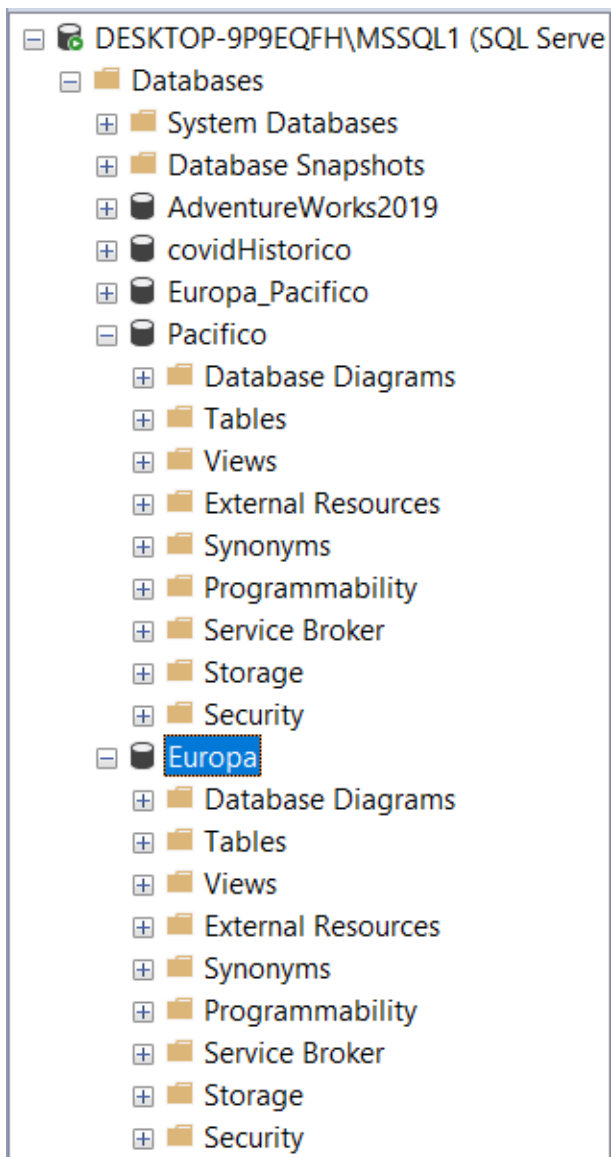 DESKTOP-9P9EQFH\MSSQL1 (SQL Serve
Databases
System Databases
Database Snapshots
AdventureWorks2019
covidHistorico
Europa_Pacifico
Pacifico
Database Diagrams
Tables
Views
External Resources
Synonyms
Programmability
Service Broker
Storage
Security
Europa
Database Diagrams
Tables
Views
External Resources
Synonyms
Programmability
Service Broker
Storage
Security